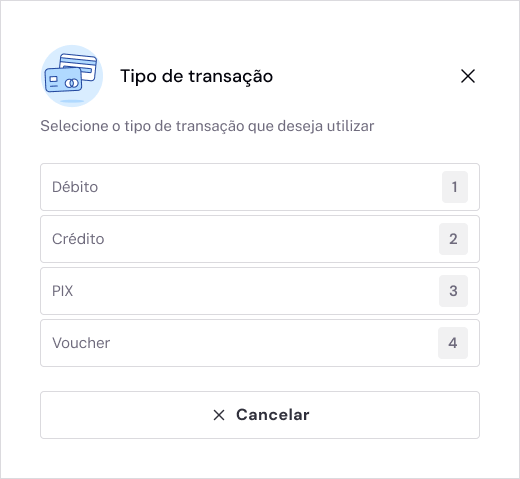 Tipo de transação
Selecione o tipo de transação que deseja utilizar
Débito 1
Crédito 2
PIX 3
Voucher 4
Cancelar